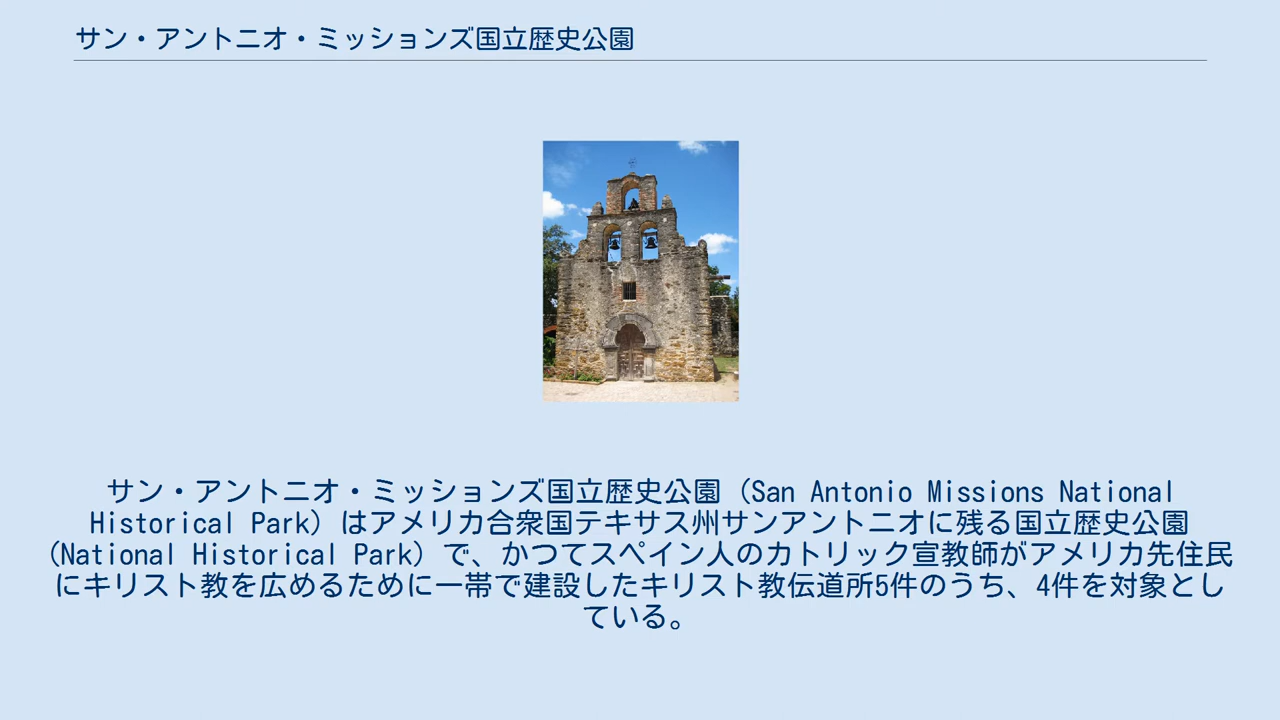 サン・アントニオ・ミッションズ国立歴史公園
サン・アントニオ・ミッションズ国立歴史公園（San Antonio Missions National
Historical Park）はアメリカ合衆国テキサス州サンアントニオに残る国立歴史公園
（National Historical Park）で、かつてスペイン人のカトリック宣教師がアメリカ先住民
にキリスト教を広めるために一帯で建設したキリスト教伝道所5件のうち、4件を対象とし
ている。